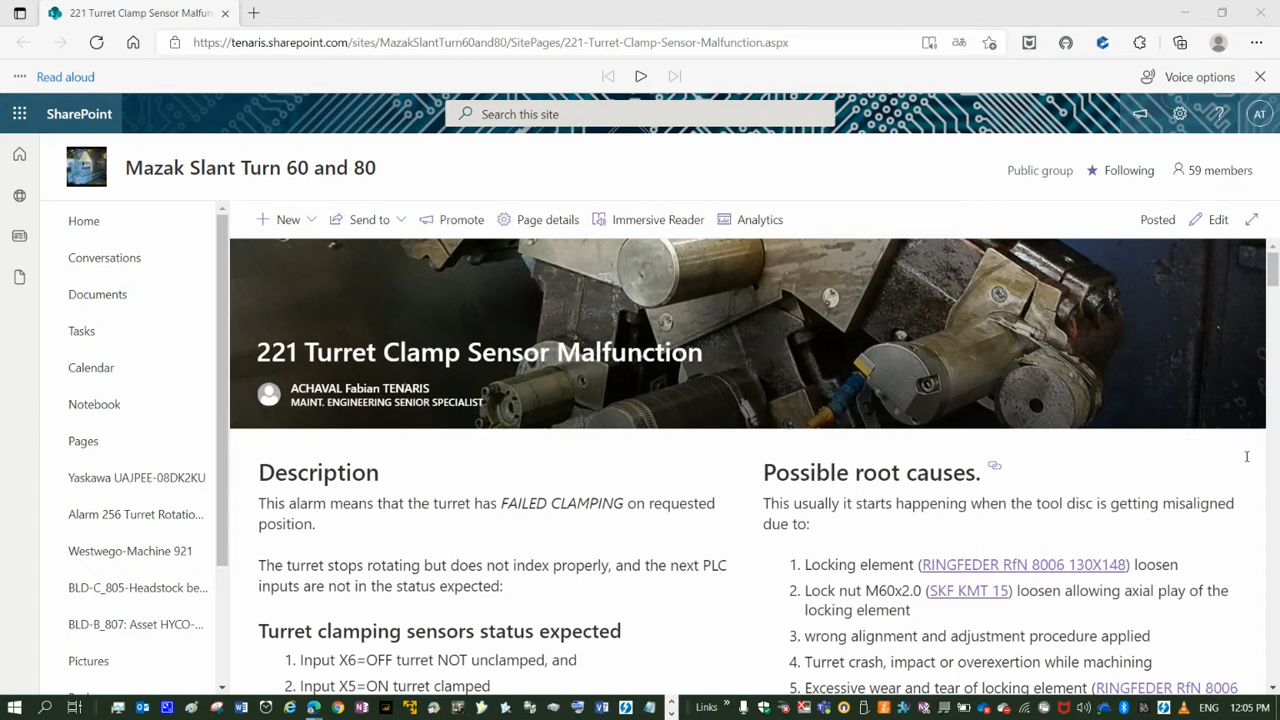 221 Turret Clamp Sensor Malfun
https://tenaris.sharepoint.com/sites/MazakSlantTurn60and80/SitePages/221-Turret-Clamp-Sensor-Malfunction.aspx
Read aloud
Voice options
SharePoint
Search this site
AT
Mazak Slant Turn 60 and 80
Public group
Following
59 members
Home
Conversations
Documents
Tasks
Calendar
Notebook
Pages
Yaskawa UAJPEE-08DK2KU
Alarm 256 Turret Rotatio...
Westwego-Machine 921
BLD-C_805-Headstock be...
BLD-B_807: Asset HYCO-...
Pictures
New
Send to
Promote
Page details
Immersive Reader
Analytics
Posted
Edit
221 Turret Clamp Sensor Malfunction
ACHAVAL Fabian TENARIS
MAINT. ENGINEERING SENIOR SPECIALIST
Description
This alarm means that the turret has FAILED CLAMPING on requested
position.
The turret stops rotating but does not index properly, and the next PLC
inputs are not in the status expected:
Turret clamping sensors status expected
1. Input X6=OFF turret NOT unclamped, and
2. Input X5=ON turret clamped
Possible root causes.
This usually it starts happening when the tool disc is getting misaligned
due to:
1. Locking element (RINGFEDER RfN 8006 130X148) loosen
2. Lock nut M60x2.0 (SKF KMT 15) loosen allowing axial play of the
locking element
3. wrong alignment and adjustment procedure applied
4. Turret crash, impact or overexertion while machining
5. Excessive wear and tear of locking element (RINGFEDER RfN 8006
Links
ENG
12:05 PM